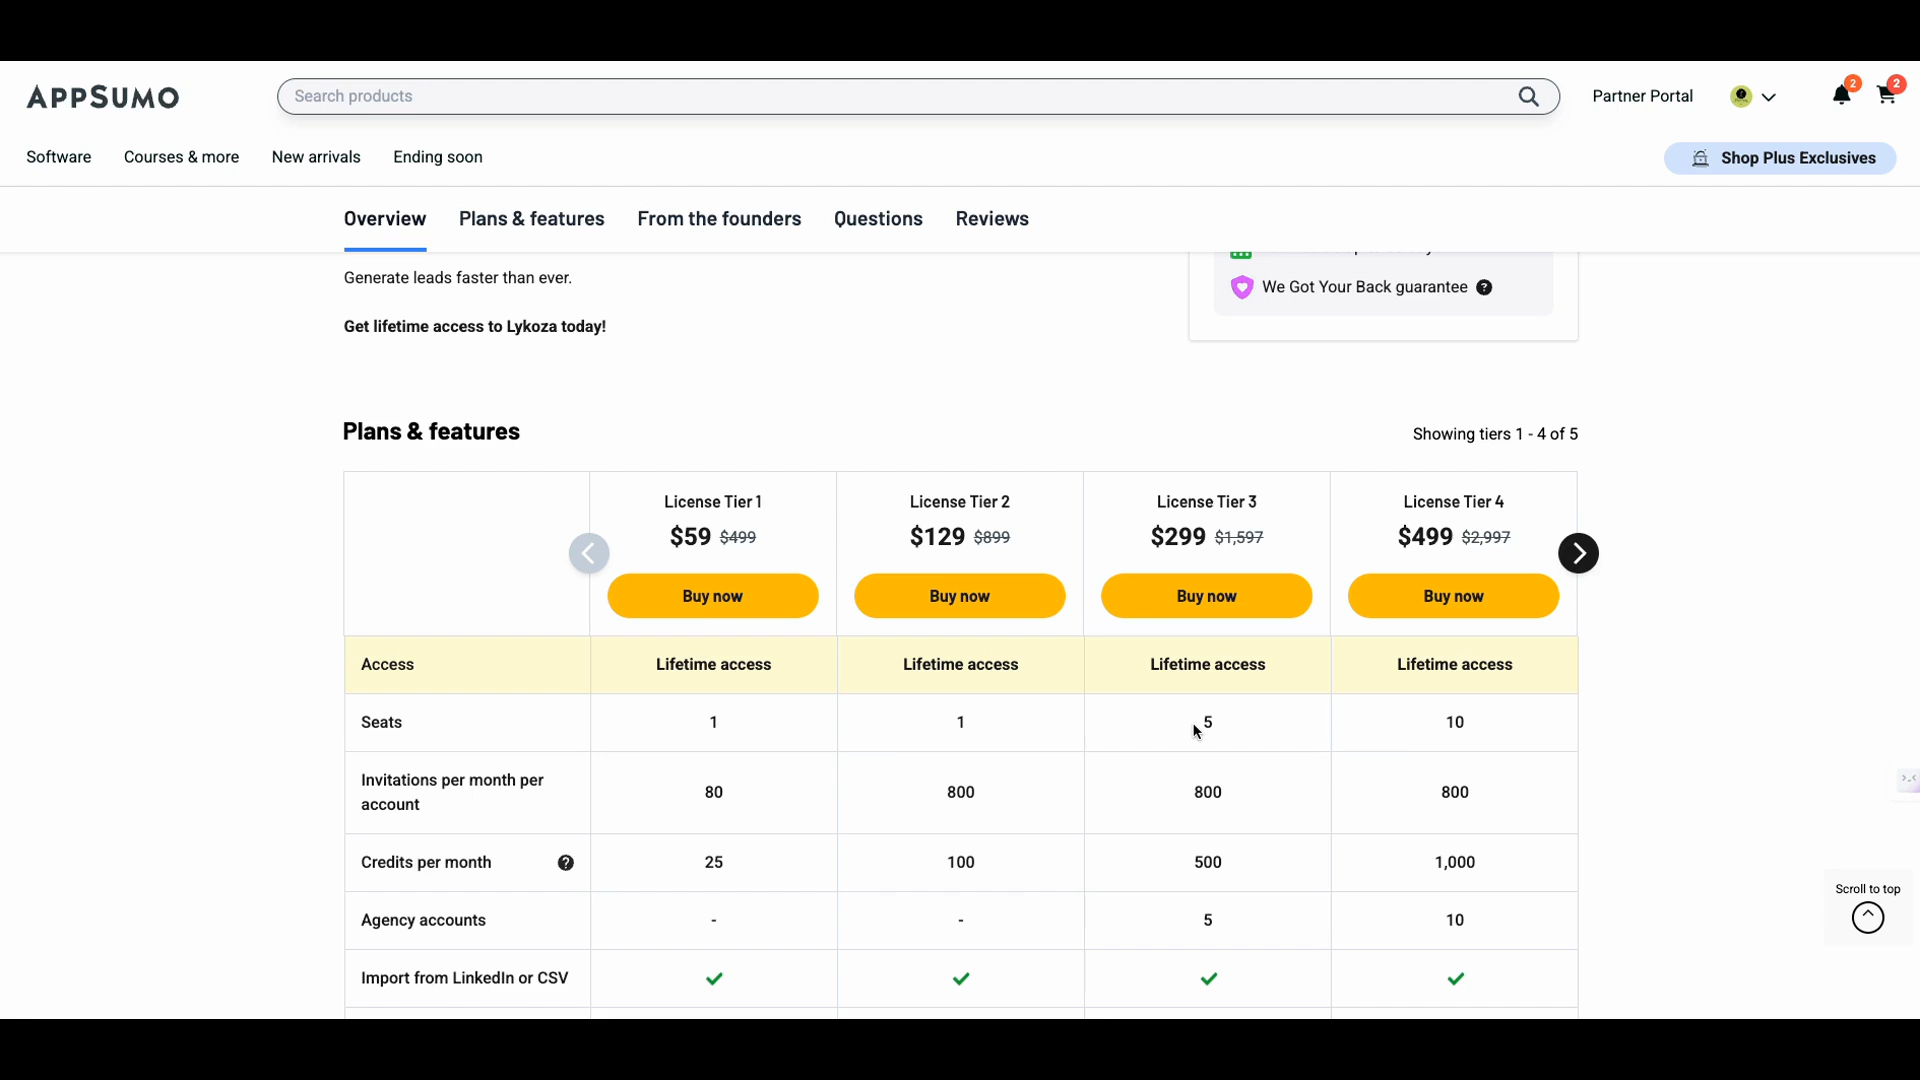 APPSUMO
Search products
Partner Portal
2
2
Software Courses & more New arrivals Ending soon
Shop Plus Exclusives
Overview Plans & features From the founders Questions Reviews
Generate leads faster than ever.
We Got Your Back guarantee ?
Get lifetime access to Lykoza today!
Plans & features
Showing tiers 1 - 4 of 5
License Tier 1 License Tier 2 License Tier 3 License Tier 4
$59 $499 $129 $899 $299 $1,597 $499 $2,997
Buy now Buy now Buy now Buy now
Access Lifetime access Lifetime access Lifetime access Lifetime access
Seats 1 1 5 10
Invitations per month per
account 80 800 800 800
Credits per month ? 25 100 500 1,000
Scroll to top
Agency accounts - - 5 10
Import from LinkedIn or CSV